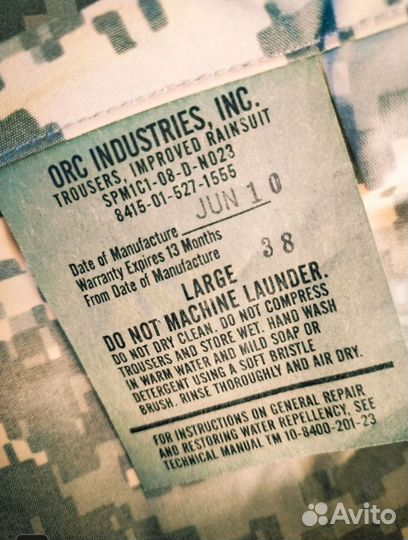 ORC INDUSTRIES, INC.
TROUSERS, IMPROVED RAINSUIT
SPM1C1-08-D-N023
8415-01-527-1555
Date of Manufacture JUN 10
Warranty Expires 13 Months
From Date of Manufacture
LARGE 38
DO NOT MACHINE LAUNDER.
DO NOT DRY CLEAN. DO NOT COMPRESS
TROUSERS AND STORE WET. HAND WASH
IN WARM WATER AND MILD SOAP OR
DETERGENT USING A SOFT BRISTLE
BRUSH. RINSE THOROUGHLY AND AIR DRY.
FOR INSTRUCTIONS ON GENERAL REPAIR
AND RESTORING WATER REPELLENCY, SEE
TECHNICAL MANUAL TM 10-8400-201-23
Avito